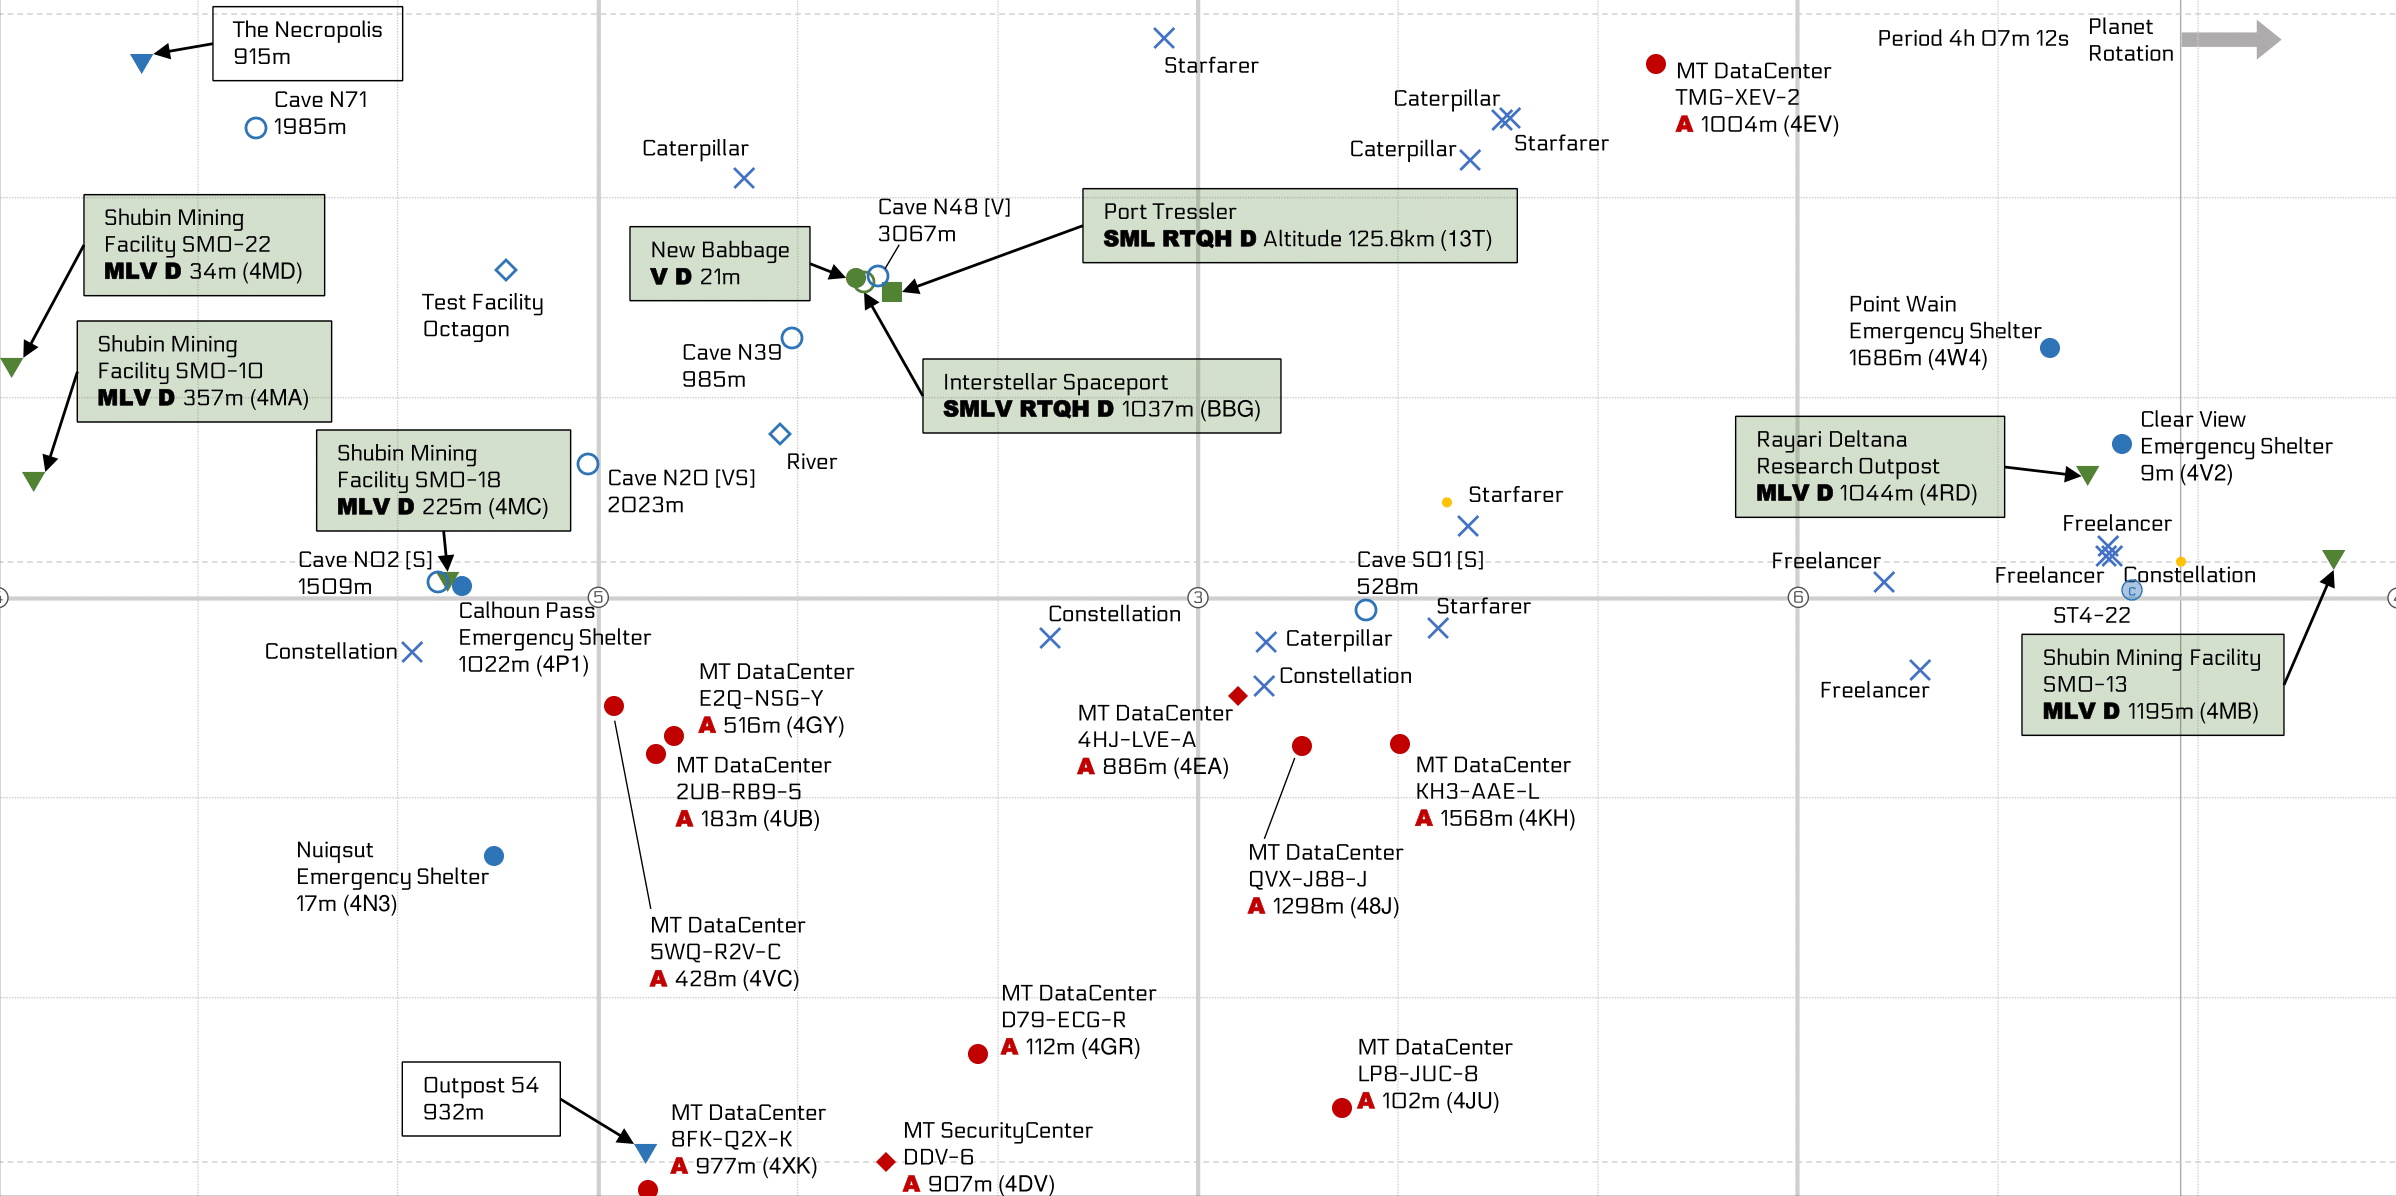 The Necropolis
915m
Cave N71
1985m
Starfarer
Period 4h 07m 12s
Planet
Rotation
MT DataCenter
TMG-XEV-2
A 1004m (4EV)
Caterpillar
Starfarer
Caterpillar
Caterpillar
Shubin Mining
Facility SMO-22
MLV D 34m (4MD)
Test Facility
Octagon
New Babbage
V D 21m
Cave N48 [V]
3067m
Port Tressler
SML RTQH D Altitude 125.8km (13T)
Shubin Mining
Facility SMO-10
MLV D 357m (4MA)
Cave N39
985m
Interstellar Spaceport
SMLV RTQH D 1037m (BBG)
Point Wain
Emergency Shelter
1686m (4W4)
Shubin Mining
Facility SMO-18
MLV D 225m (4MC)
River
Cave N20 [VS]
2023m
Rayari Deltana
Research Outpost
MLV D 1044m (4RD)
Clear View
Emergency Shelter
9m (4V2)
Starfarer
Cave N02 [S]
1509m
Cave S01 [S]
528m
Freelancer
Freelancer
Freelancer
Constellation
5
3
6
C
ST4-22
Calhoun Pass
Emergency Shelter
1022m (4P1)
Constellation
Constellation
Starfarer
Caterpillar
Constellation
Freelancer
Shubin Mining Facility
SMO-13
MLV D 1195m (4MB)
MT DataCenter
E2Q-NSG-Y
A 516m (4GY)
MT DataCenter
2UB-RB9-5
A 183m (4UB)
MT DataCenter
4HJ-LVE-A
A 886m (4EA)
MT DataCenter
KH3-AAE-L
A 1568m (4KH)
Nuiqsut
Emergency Shelter
17m (4N3)
MT DataCenter
QVX-J88-J
A 1298m (48J)
MT DataCenter
5WQ-R2V-C
A 428m (4VC)
MT DataCenter
D79-ECG-R
A 112m (4GR)
MT DataCenter
LP8-JUC-8
A 102m (4JU)
Outpost 54
932m
MT DataCenter
8FK-Q2X-K
A 977m (4XK)
MT SecurityCenter
DDV-6
A 907m (4DV)